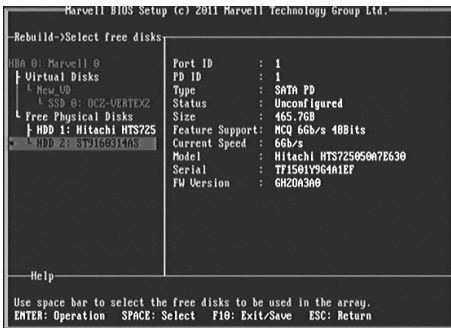 Marvell BIOS Setup (c) 2011 Marvell Technology Group Ltd.
Rebuild->Select free disks
HBA 0: Marvell 0
Virtual Disks
New_VD
SSD 0: OCZ-VERTEX2
Free Physical Disks
HDD 1: Hitachi HTS725
HDD 2: ST9160314AS
Port ID : 1
PD ID : 1
Type : SATA PD
Status : Unconfigured
Size : 465.7GB
Feature Support: NCQ 6Gb/s 48Bits
Current Speed : 6Gb/s
Model : Hitachi HTS725050A7E630
Serial : TF1501Y9G4A1EF
FW Version : GH2OA3A0
Help
Use space bar to select the free disks to be used in the array.
ENTER: Operation SPACE: Select F10: Exit/Save ESC: Return